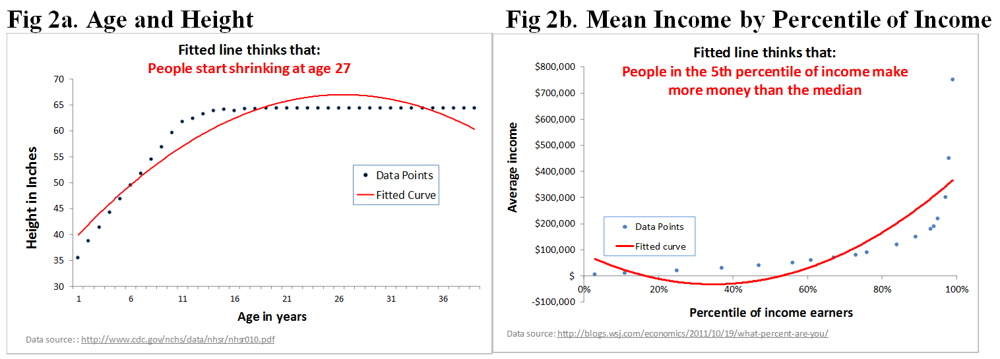 Fig 2a. Age and Height
Fitted line thinks that:
People start shrinking at age 27
70
65
60
55
50
45
40
35
30
Height in Inches
Data Points
Fitted Curve
1
6
11
16
21
26
31
36
Age in years
Data source: : http://www.cdc.gov/nchs/data/nhsr/nhsr010.pdf
Fig 2b. Mean Income by Percentile of Income
Fitted line thinks that:
People in the 5th percentile of income make
more money than the median
$800,000
$700,000
$600,000
$500,000
$400,000
$300,000
$200,000
$100,000
$
-$100,000
Average income
Data Points
Fitted curve
0%
20%
40%
60%
80%
100%
Percentile of income earners
Data source: http://blogs.wsj.com/economics/2011/10/19/what-percent-are-you/